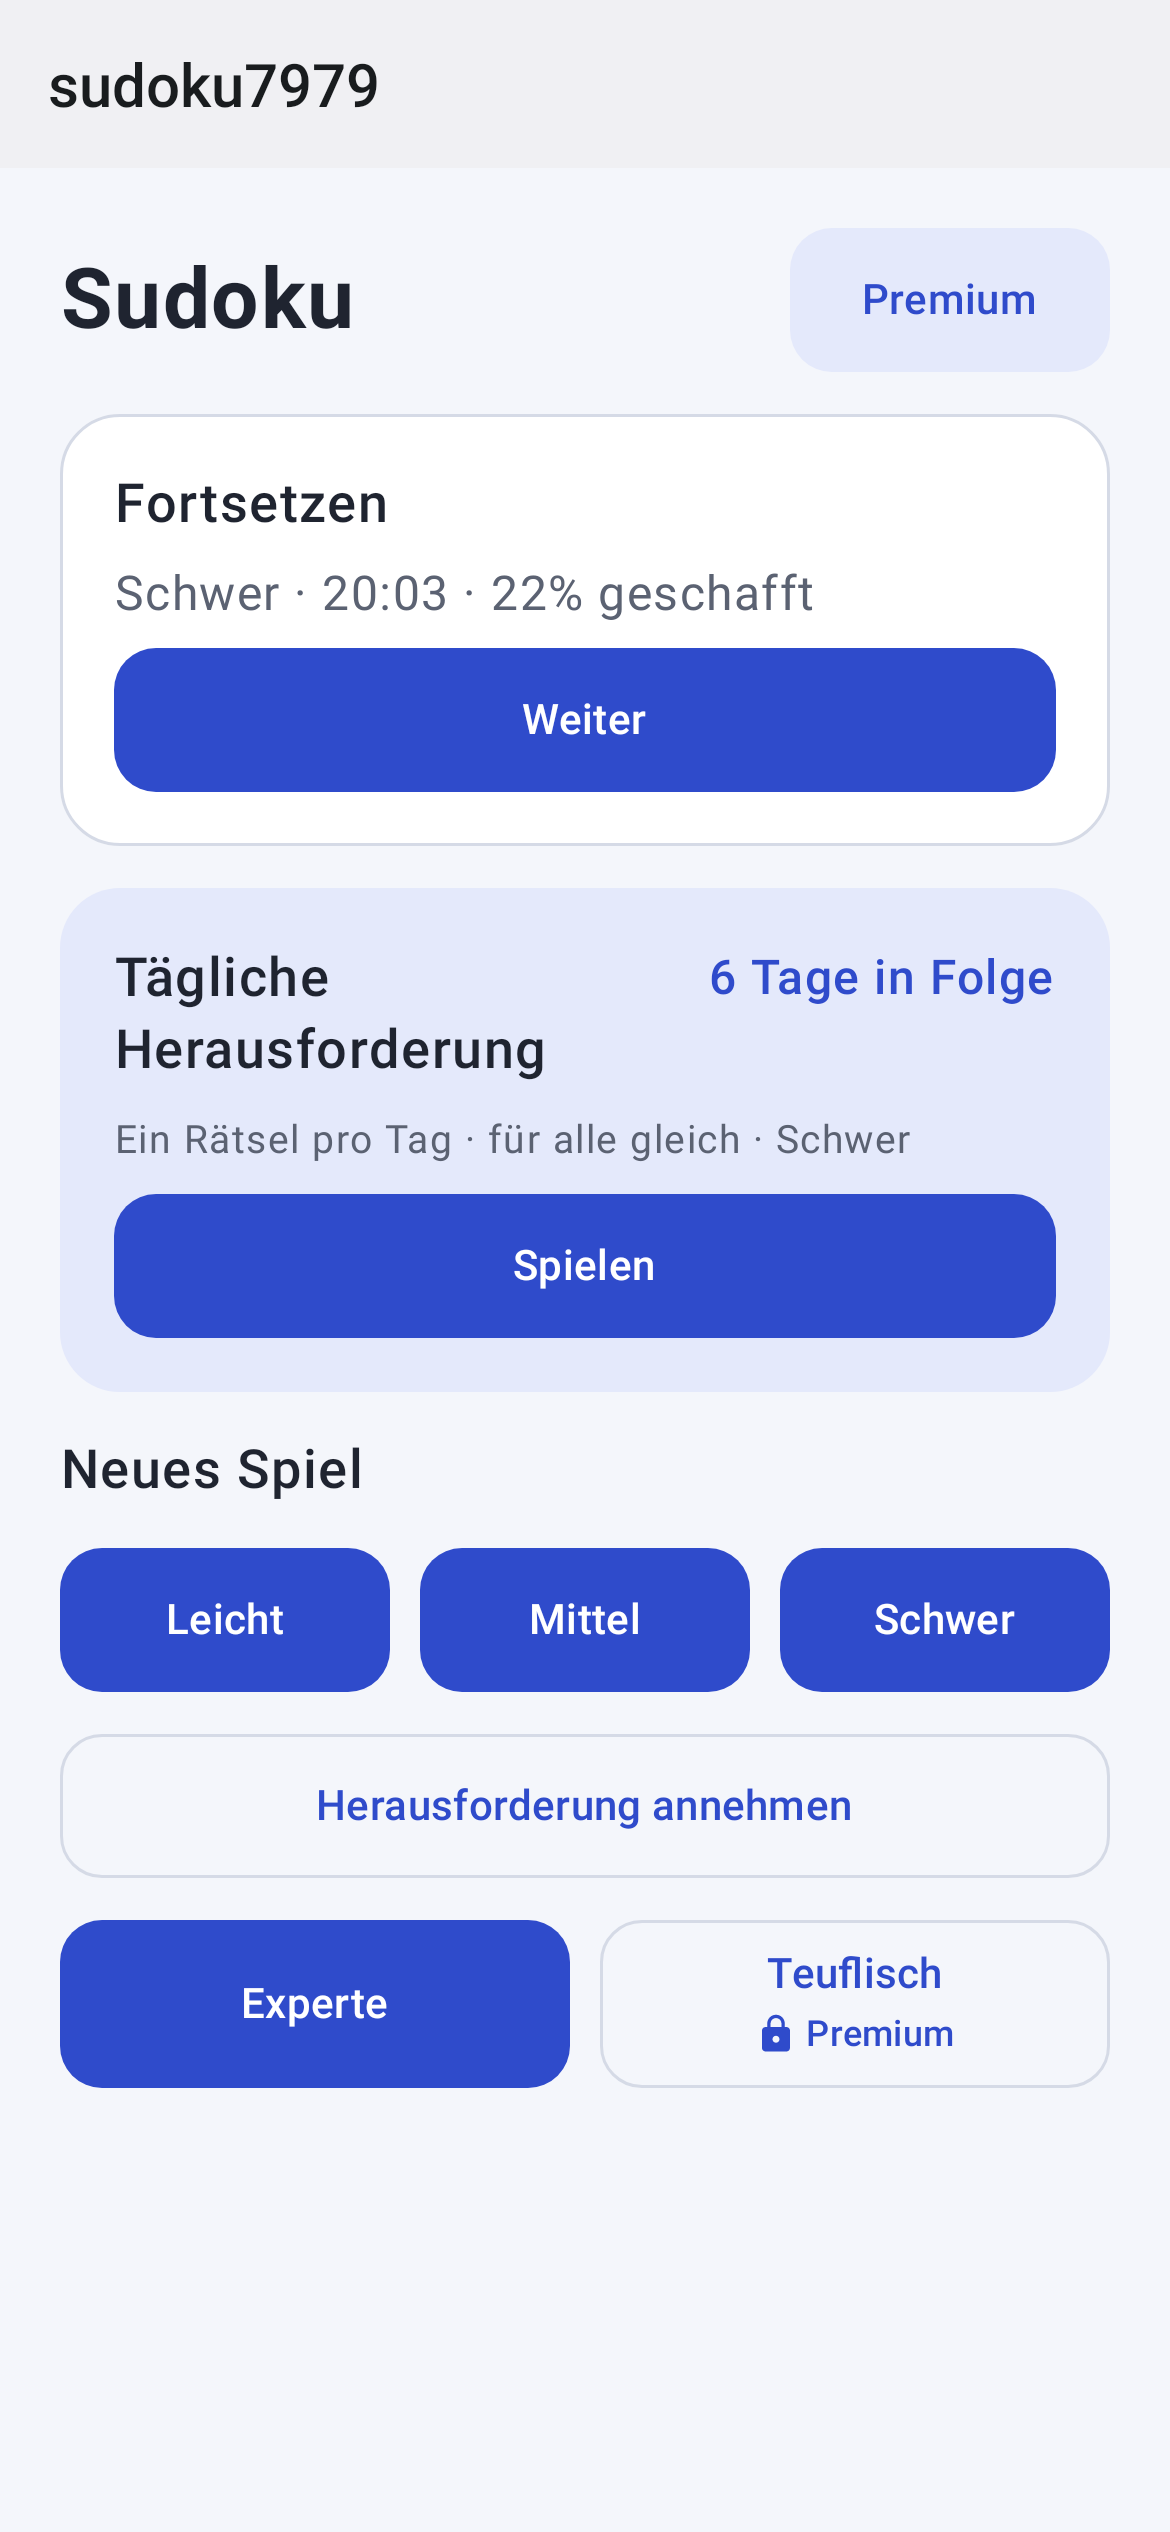 sudoku7979
Sudoku
Premium
Fortsetzen
Schwer · 20:03 · 22% geschafft
Weiter
Tägliche
Herausforderung
6 Tage in Folge
Ein Rätsel pro Tag · für alle gleich · Schwer
Spielen
Neues Spiel
Leicht
Mittel
Schwer
Herausforderung annehmen
Experte
Teuflisch
Premium